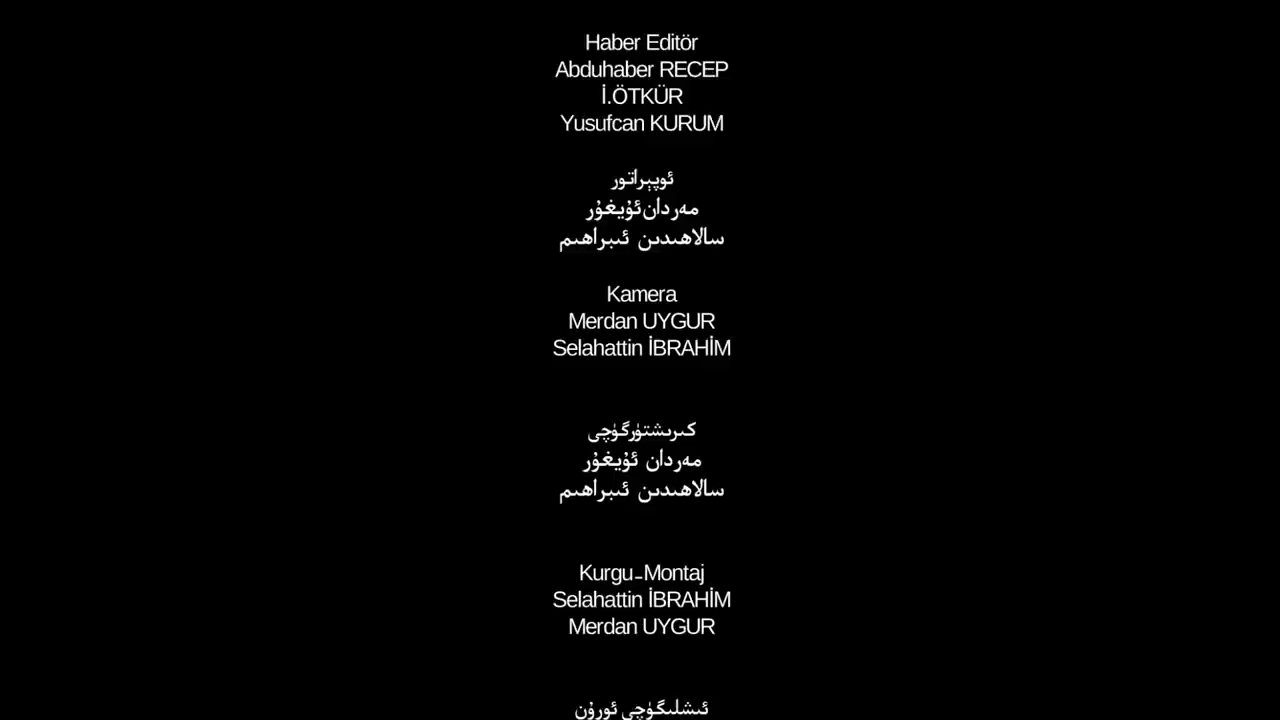 Haber Editör
Abduhaber RECEP
İ.ÖTKÜR
Yusufcan KURUM
ئوپېراتور
مەردان ئۇيغۇر
سالاھىدىن ئىبراھىم
Kamera
Merdan UYGUR
Selahattin İBRAHİM
كىرىشتۈرگۈچى
مەردان ئۇيغۇر
سالاھىدىن ئىبراھىم
Kurgu-Montaj
Selahattin İBRAHİM
Merdan UYGUR
ئىشلىگۈچى ئورۇن